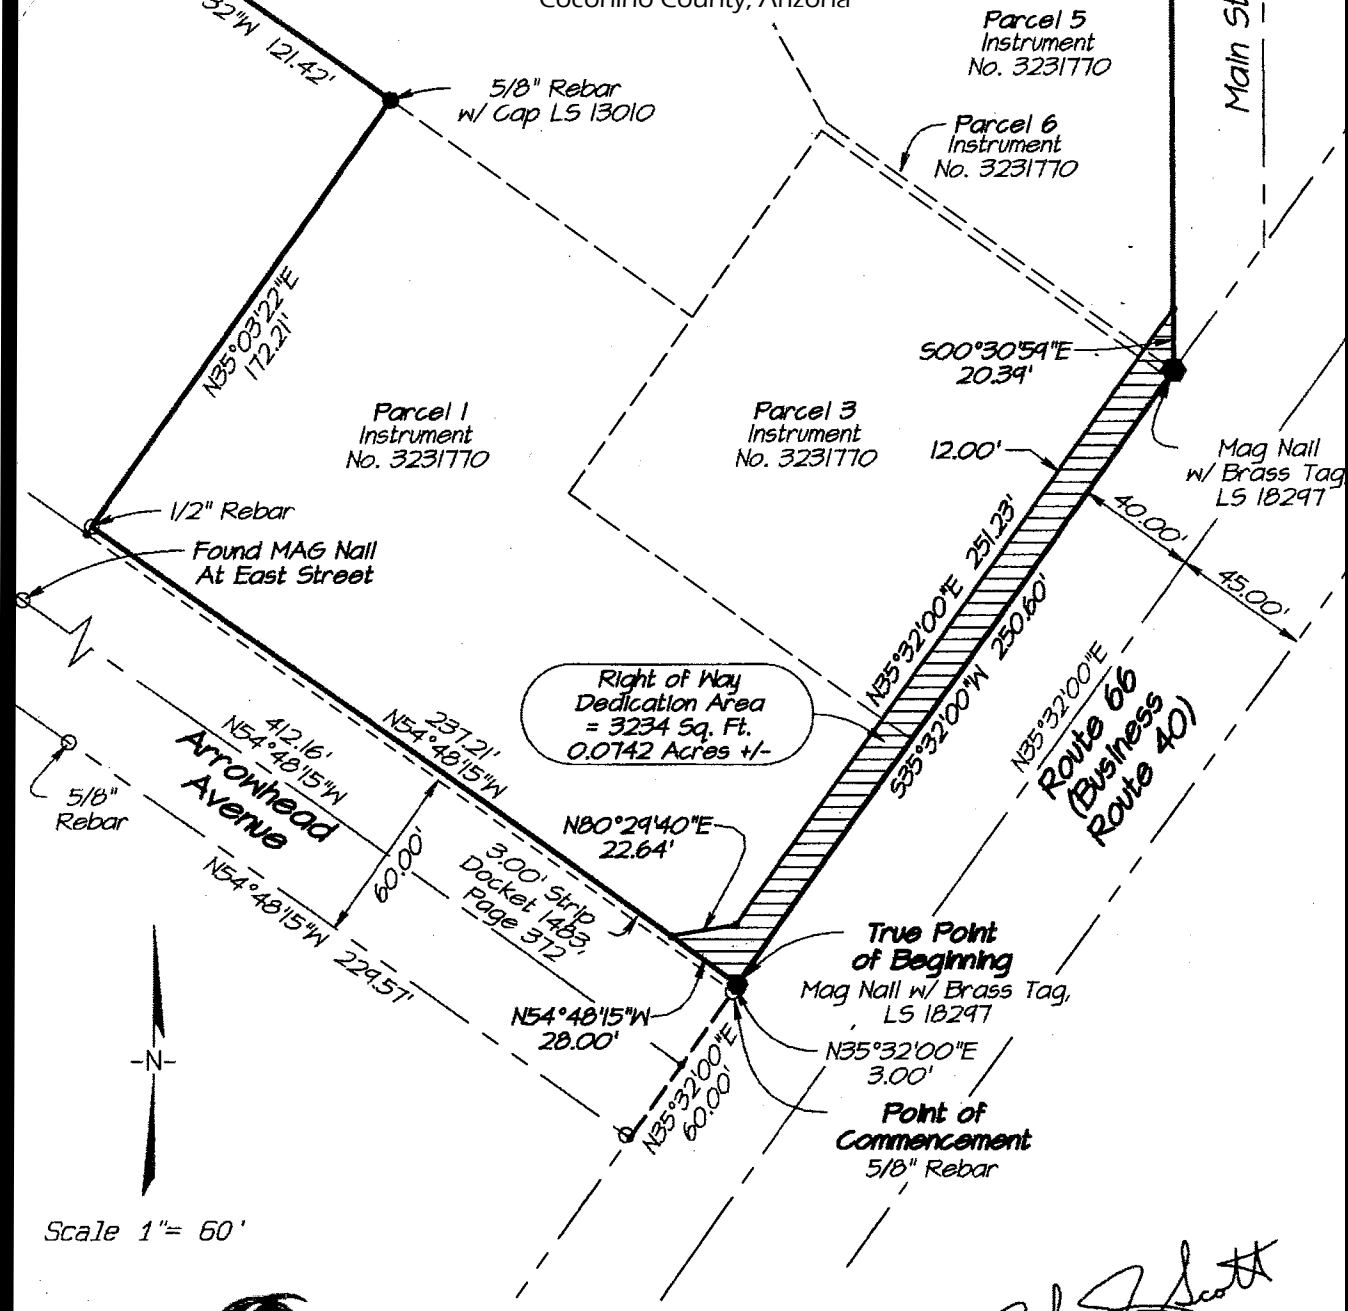 Coconino County, Arizona
32"W 121.42'
5/8" Rebar
w/ Cap LS 13010
Parcel 5
Instrument
No. 3231770
Main St
Parcel 6
Instrument
No. 3231770
N35°03'22"E
172.21'
S00°30'59"E
20.39'
Parcel 1
Instrument
No. 3231770
Parcel 3
Instrument
No. 3231770
12.00'
Mag Nail
w/ Brass Tag,
LS 18297
1/2" Rebar
Found MAG Nail
At East Street
40.00'
45.00'
N35°32'00"E 251.23'
S35°32'00"W 250.60'
Right of Way
Dedication Area
= 3234 Sq. Ft.
0.0742 Acres +/-
N35°32'00"E
Route 66
(Business
Route 40)
237.21'
N54°48'15"W
412.16'
N54°48'15"W
Arrowhead
Avenue
5/8"
Rebar
60.00'
N80°29'40"E
22.64'
3.00' Strip
Docket 1483,
Page 372
N54°48'15"W 229.57'
True Point
of Beginning
Mag Nail w/ Brass Tag,
LS 18297
N54°48'15"W
28.00'
N35°32'00"E
3.00'
N35°32'00"E
60.00'
Point of
Commencement
5/8" Rebar
-N-
Scale 1"= 60'
Scott